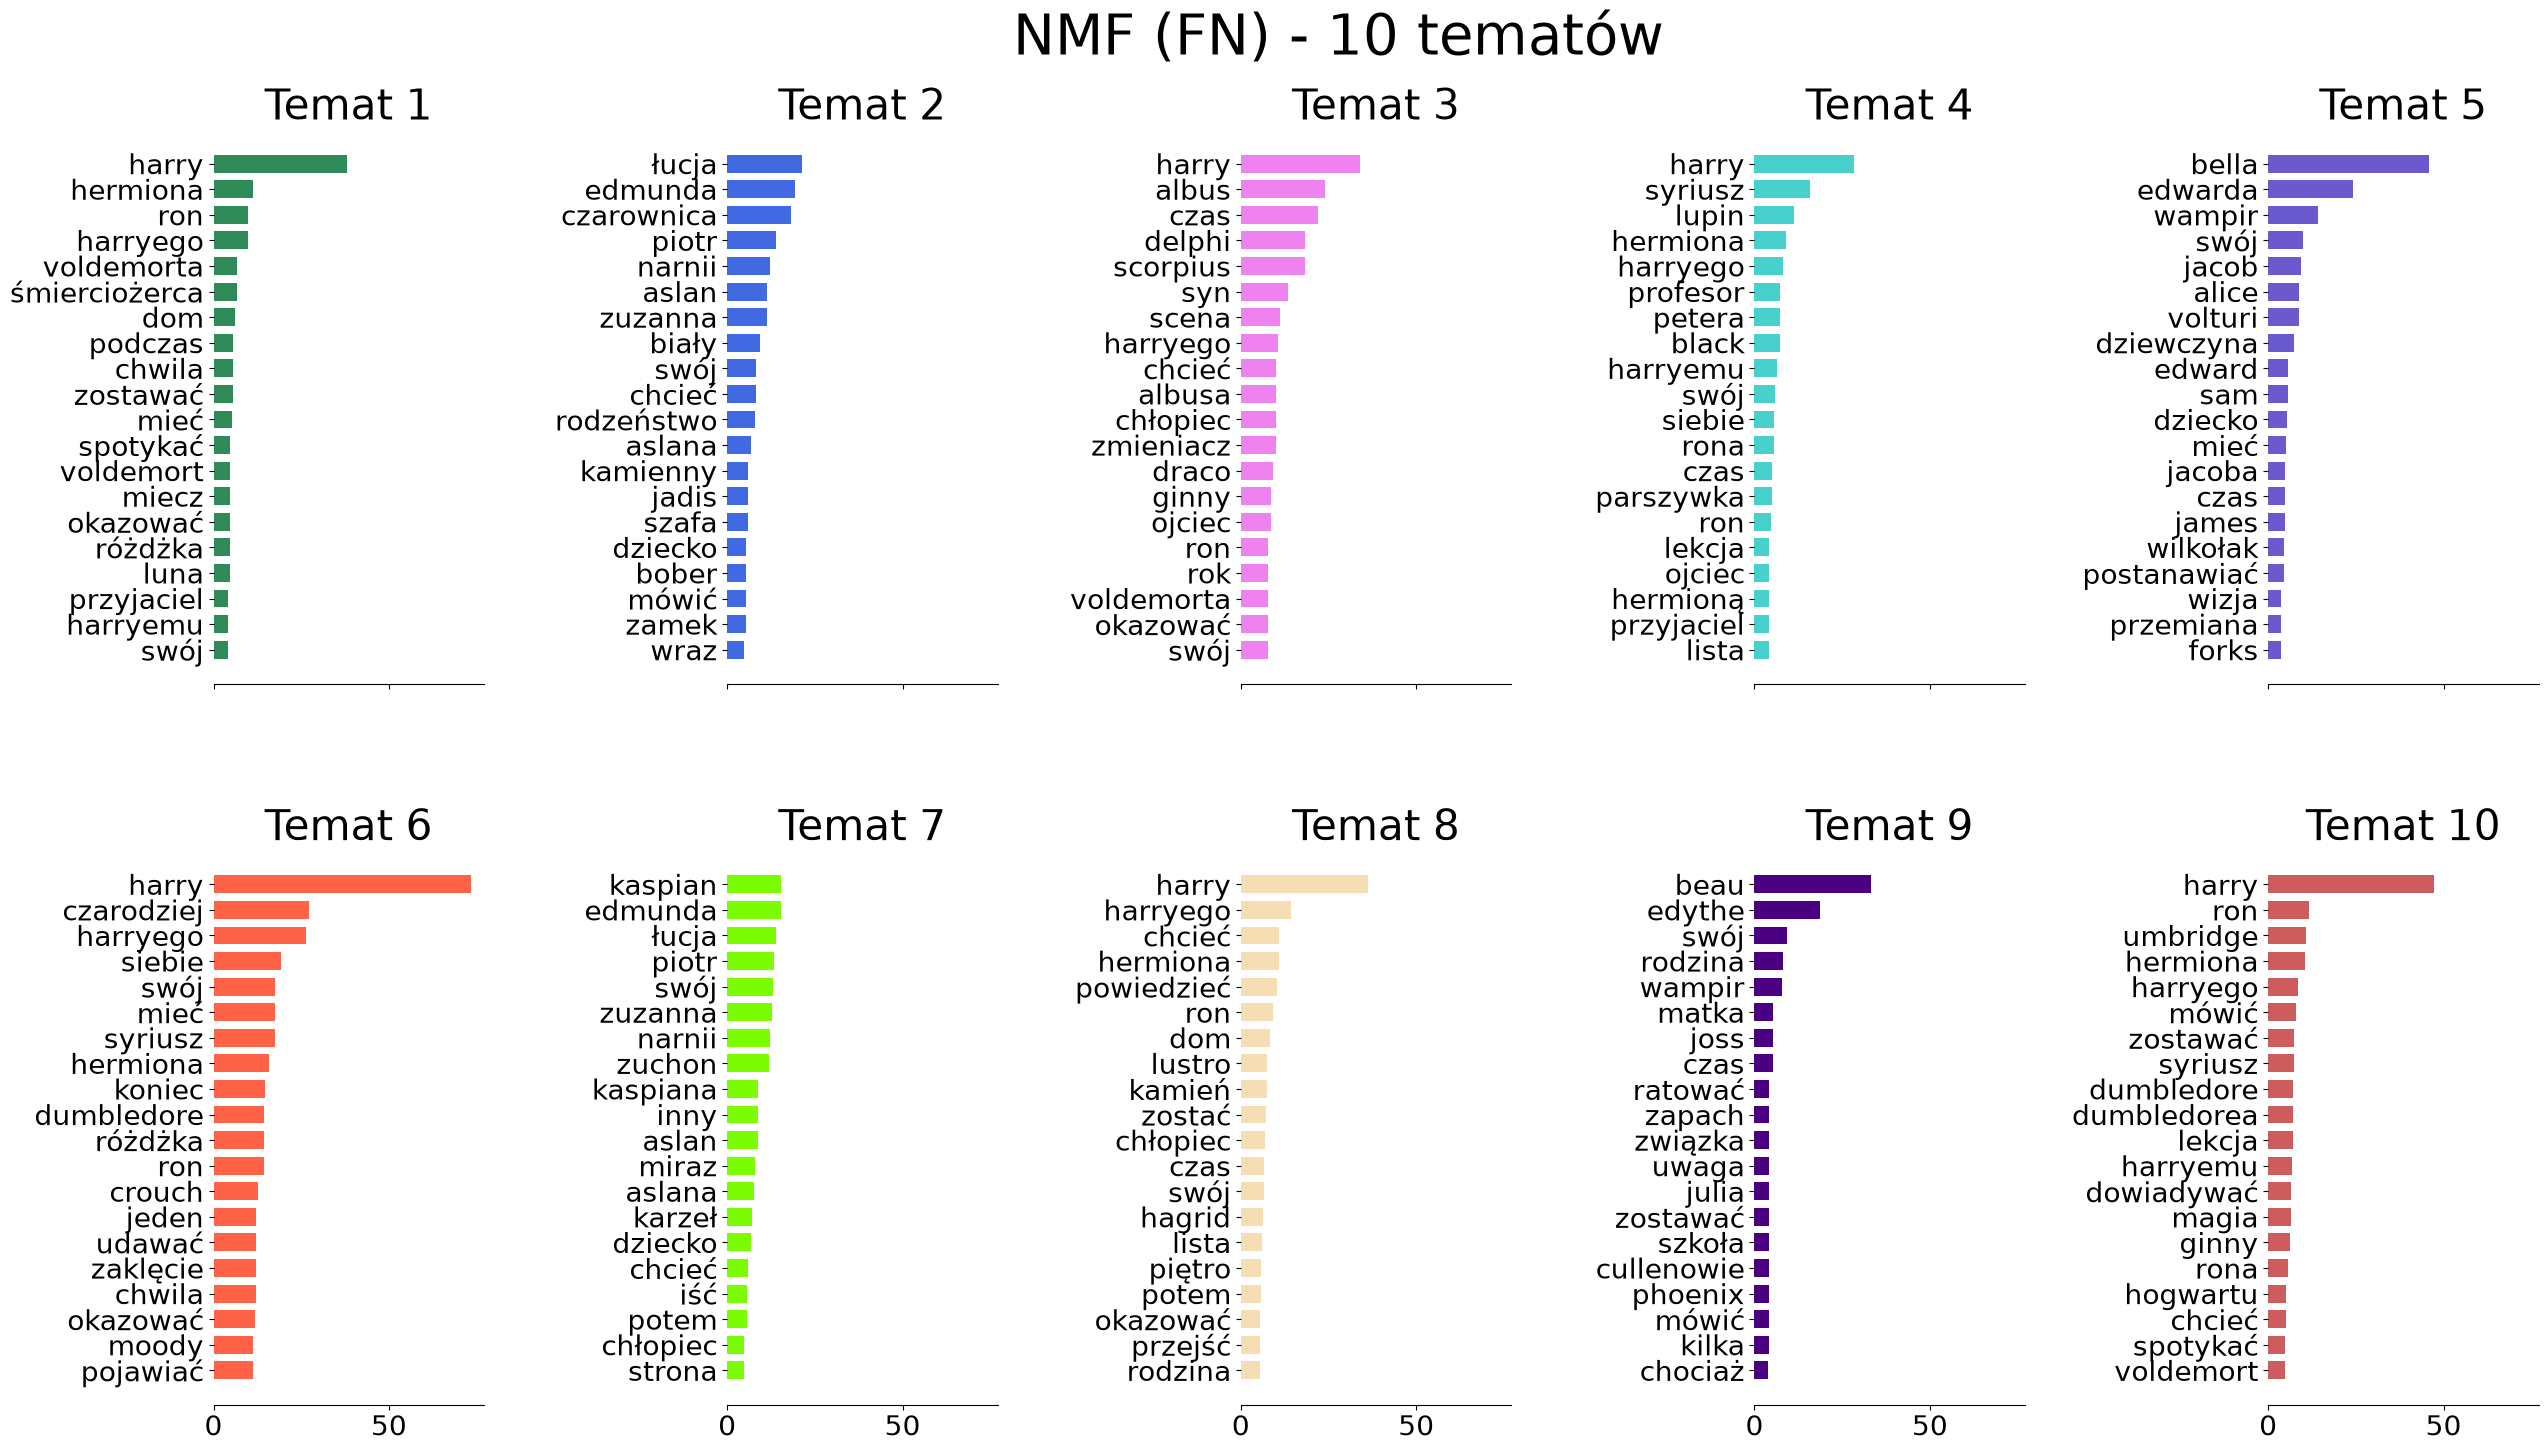 NMF (FN) - 10 tematów
Temat 1
harry
hermiona
ron
harryego
voldemorta
śmierciożerca
dom
podczas
chwila
zostawać
mieć
spotykać
voldemort
miecz
okazować
różdżka
luna
przyjaciel
harryemu
swój
Temat 2
łucja
edmunda
czarownica
piotr
narnii
aslan
zuzanna
biały
swój
chcieć
rodzeństwo
aslana
kamienny
jadis
szafa
dziecko
bober
mówić
zamek
wraz
Temat 3
harry
albus
czas
delphi
scorpius
syn
scena
harryego
chcieć
albusa
chłopiec
zmieniacz
draco
ginny
ojciec
ron
rok
voldemorta
okazować
swój
Temat 4
harry
syriusz
lupin
hermiona
harryego
profesor
petera
black
harryemu
swój
siebie
rona
czas
parszywka
ron
lekcja
ojciec
hermioną
przyjaciel
lista
Temat 5
bella
edwarda
wampir
swój
jacob
alice
volturi
dziewczyna
edward
sam
dziecko
mieć
jacoba
czas
james
wilkołak
postanawiać
wizja
przemiana
forks
Temat 6
harry
czarodziej
harryego
siebie
swój
mieć
syriusz
hermiona
koniec
dumbledore
różdżka
ron
crouch
jeden
udawać
zaklęcie
chwila
okazować
moody
pojawiać
0 50
Temat 7
kaspian
edmunda
łucja
piotr
swój
zuzanna
narnii
zuchon
kaspiana
inny
aslan
miraz
aslana
karzeł
dziecko
chcieć
iść
potem
chłopiec
strona
0 50
Temat 8
harry
harryego
chcieć
hermiona
powiedzieć
ron
dom
lustro
kamień
zostać
chłopiec
czas
swój
hagrid
lista
piętro
potem
okazować
przejść
rodzina
0 50
Temat 9
beau
edythe
swój
rodzina
wampir
matka
joss
czas
ratować
zapach
związka
uwaga
julia
zostawać
szkoła
cullenowie
phoenix
mówić
kilka
chociaż
0 50
Temat 10
harry
ron
umbridge
hermiona
harryego
mówić
zostawać
syriusz
dumbledore
dumbledorea
lekcja
harryemu
dowiadywać
magia
ginny
rona
hogwartu
chcieć
spotykać
voldemort
0 50